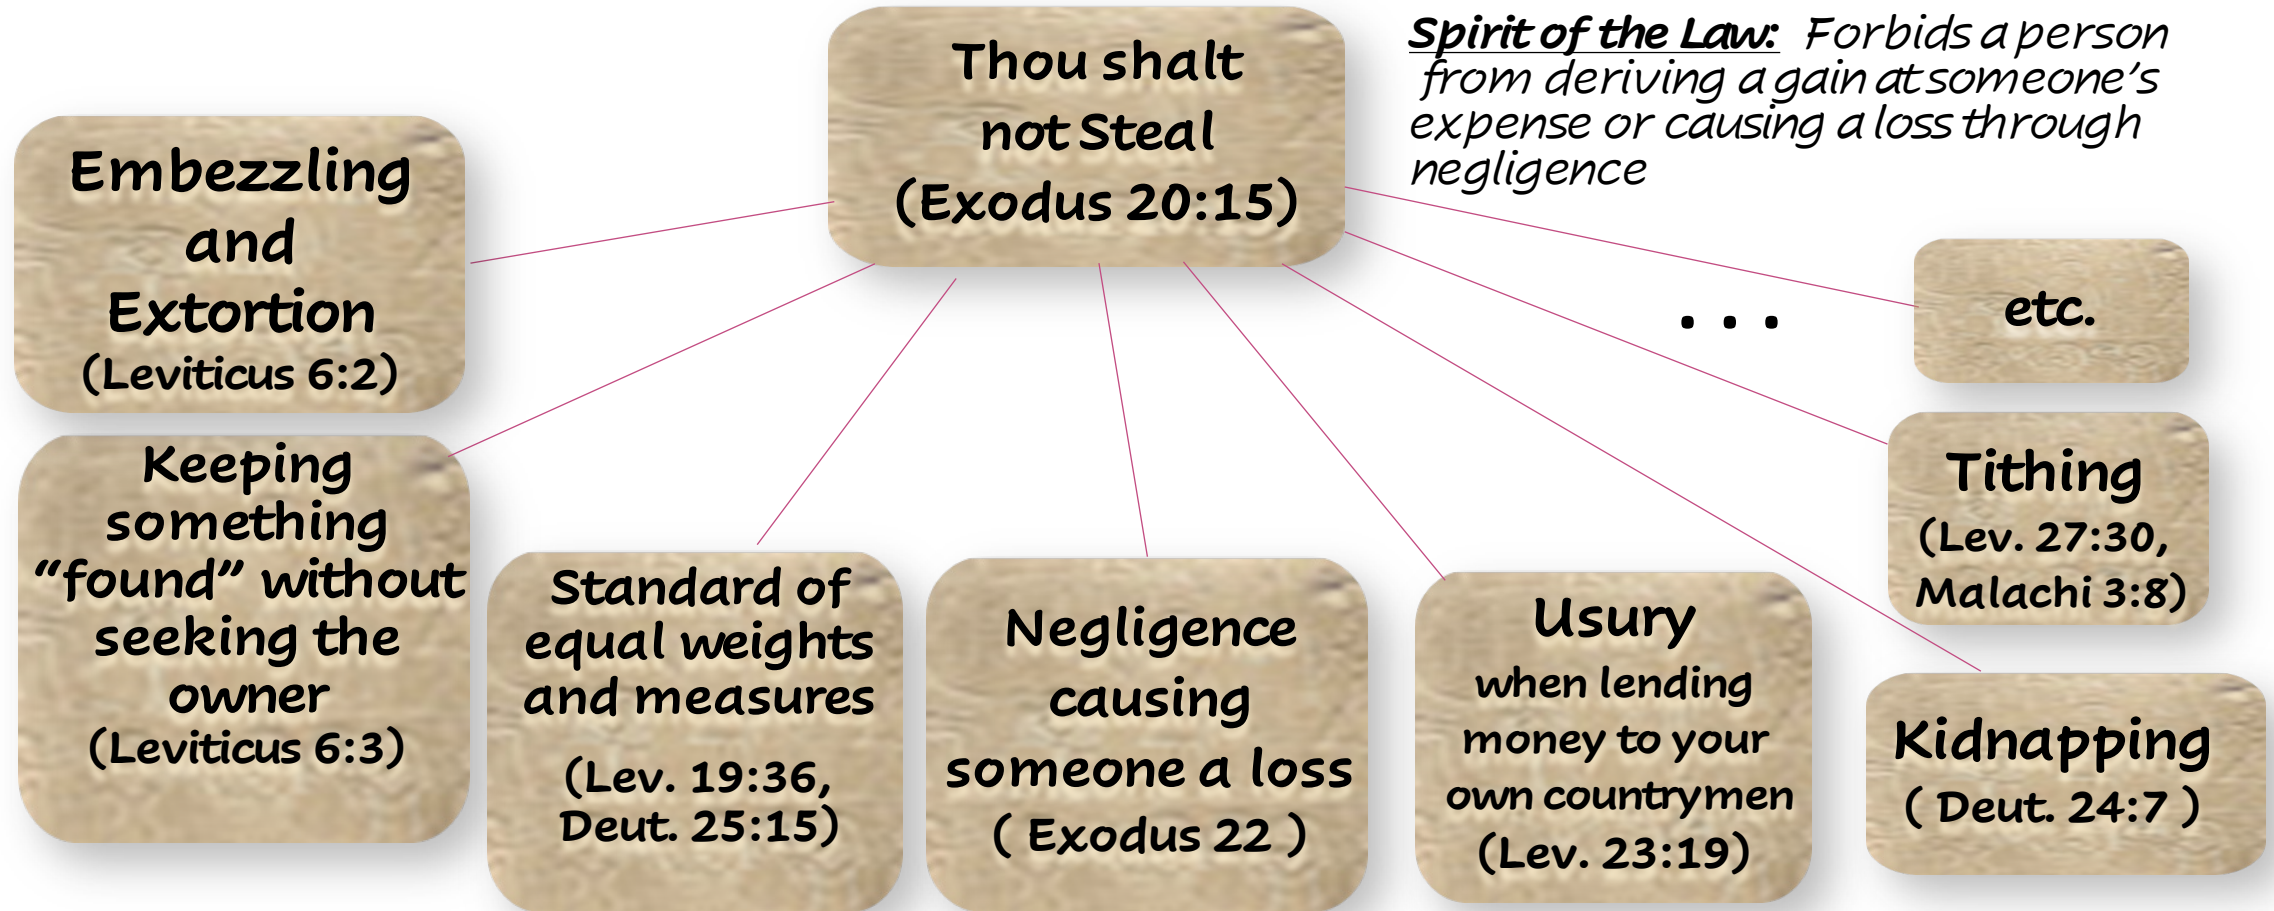 Thou shalt
not Steal
(Exodus 20:15)
Spirit of the Law: Forbids a person
from deriving a gain at someone's
expense or causing a loss through
negligence
Embezzling
and
Extortion
(Leviticus 6:2)
Keeping
something
“found” without
seeking the
owner
(Leviticus 6:3)
Standard of
equal weights
and measures
(Lev. 19:36,
Deut. 25:15)
Negligence
causing
someone a loss
( Exodus 22 )
Usury
when lending
money to your
own countrymen
(Lev. 23:19)
Kidnapping
( Deut. 24:7 )
Tithing
(Lev. 27:30,
Malachi 3:8)
. . .
etc.